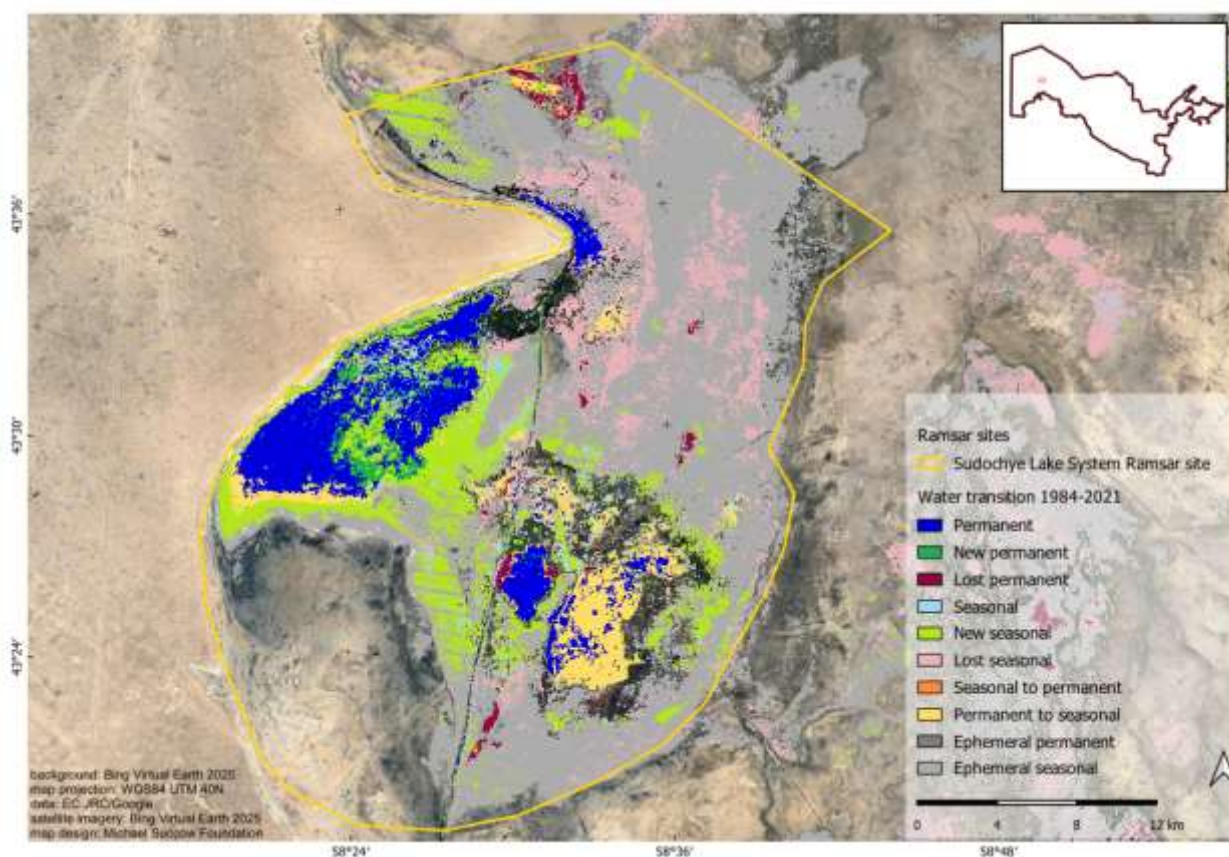 43°36'
43°30'
43°24'
Ramsar sites
Sudochye Lake System Ramsar site
Water transition 1984-2021
Permanent
New permanent
Lost permanent
Seasonal
New seasonal
Lost seasonal
Seasonal to permanent
Permanent to seasonal
Ephemeral permanent
Ephemeral seasonal
0 4 8 12 km
background: Bing Virtual Earth 2025
map projection: WGS84 UTM 40N
data: EC JRC/Google
satellite imagery: Bing Virtual Earth 2025
map design: Michael Succow Foundation
58°24' 58°36' 58°48'